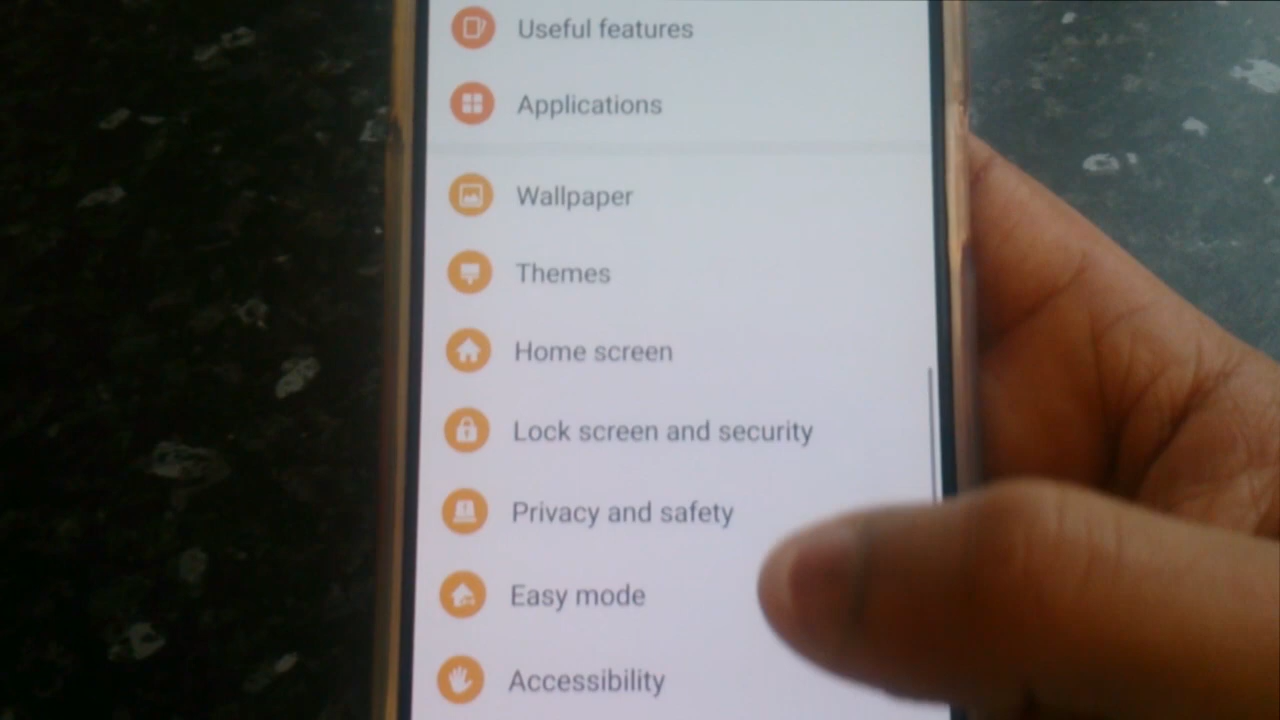 Useful features
Applications
Wallpaper
Themes
Home screen
Lock screen and security
Privacy and safety
Easy mode
Accessibility